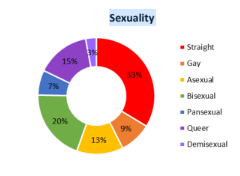 Sexuality
3%
15%
33%
7%
20%
13%
9%
Straight
Gay
Asexual
Bisexual
Pansexual
Queer
Demisexual